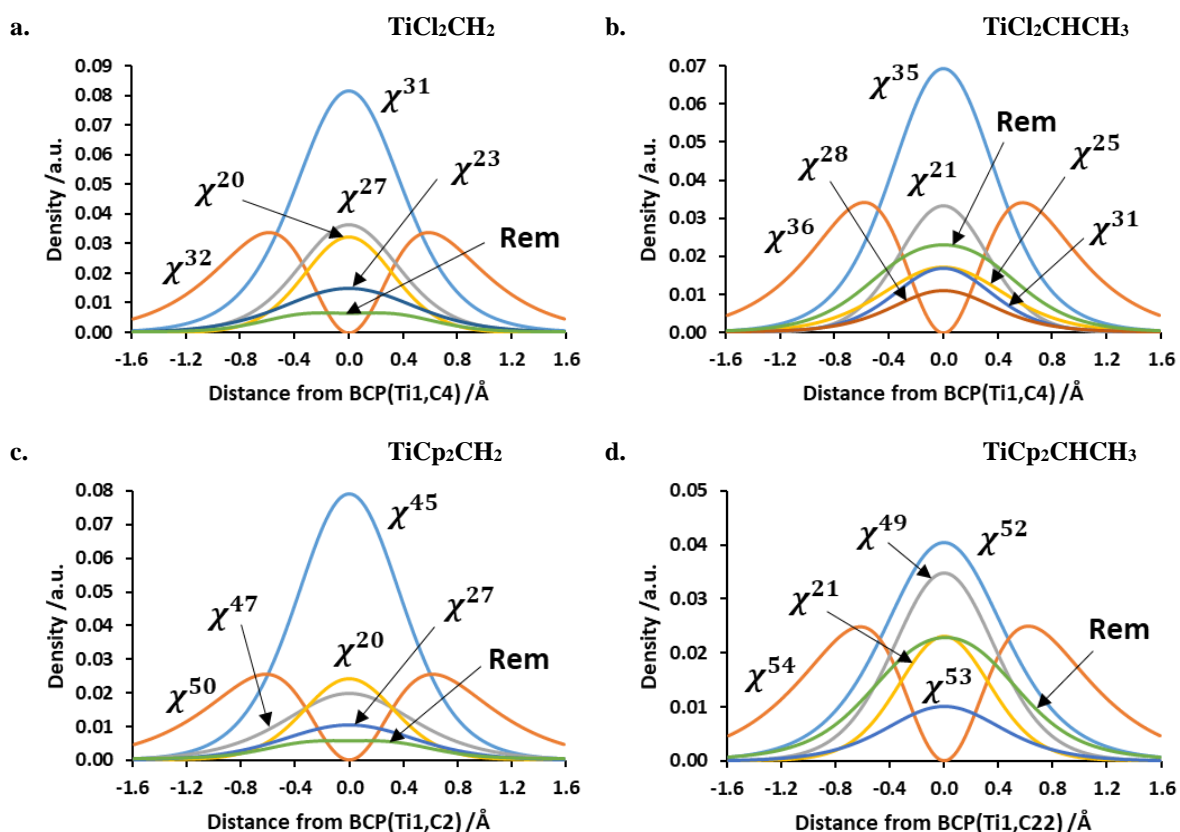 a. TiCl₂CH₂
0.09
0.08
0.07
0.06
0.05
0.04
0.03
0.02
0.01
0.00
Density /a.u.
χ³¹
χ²³
χ²⁰
χ²⁷
Rem
χ³²
-1.6 -1.2 -0.8 -0.4 0.0 0.4 0.8 1.2 1.6
Distance from BCP(Ti1,C4) /Å
b. TiCl₂CHCH₃
0.07
0.06
0.05
0.04
0.03
0.02
0.01
0.00
Density /a.u.
χ³⁵
Rem
χ²⁵
χ²⁸
χ²¹
χ³¹
χ³⁶
-1.6 -1.2 -0.8 -0.4 0.0 0.4 0.8 1.2 1.6
Distance from BCP(Ti1,C4) /Å
c. TiCp₂CH₂
0.08
0.07
0.06
0.05
0.04
0.03
0.02
0.01
0.00
Density /a.u.
χ⁴⁵
χ⁴⁷
χ²⁷
χ²⁰
Rem
χ⁵⁰
-1.6 -1.2 -0.8 -0.4 0.0 0.4 0.8 1.2 1.6
Distance from BCP(Ti1,C2) /Å
d. TiCp₂CHCH₃
0.05
0.04
0.03
0.02
0.01
0.00
Density /a.u.
χ⁴⁹
χ⁵²
χ²¹
Rem
χ⁵⁴
χ⁵³
-1.6 -1.2 -0.8 -0.4 0.0 0.4 0.8 1.2 1.6
Distance from BCP(Ti1,C22) /Å